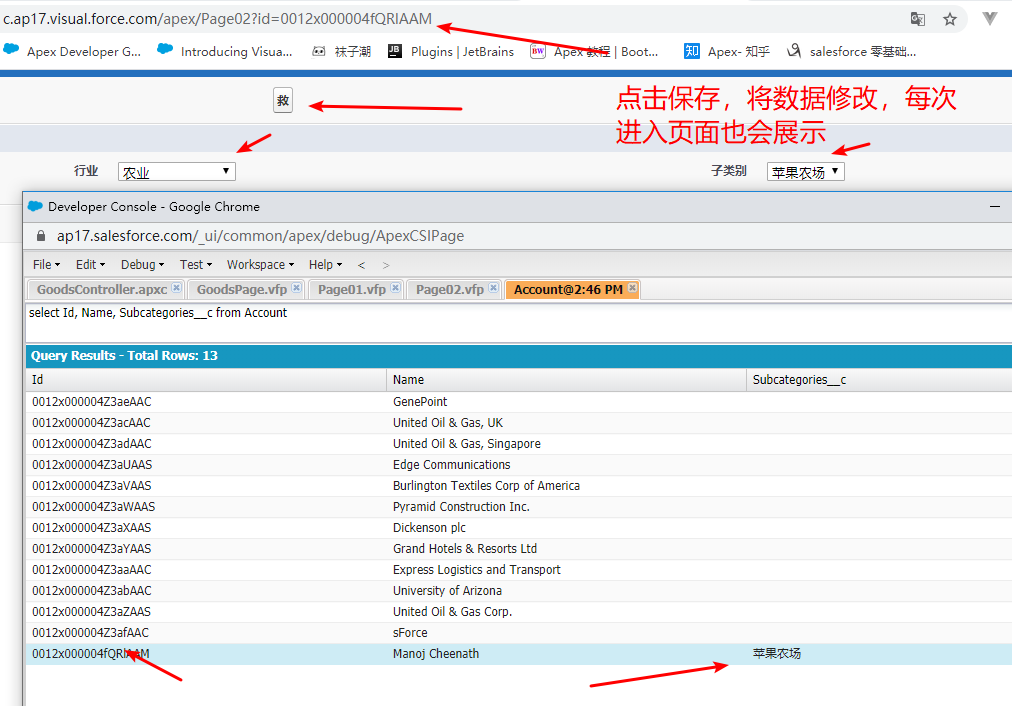 c.ap17.visual.force.com/apex/Page02?id=0012x000004fQRlAAM
Apex Developer G... Introducing Visua... 袜子潮 Plugins | JetBrains Apex 教程 | Boot... Apex- 知乎 salesforce 零基础...
救
点击保存，将数据修改，每次
进入页面也会展示
行业 农业 子类别 苹果农场
Developer Console - Google Chrome
ap17.salesforce.com/_ui/common/apex/debug/ApexCSIPage
File Edit Debug Test Workspace Help < >
GoodsController.apxc GoodsPage.vfp Page01.vfp Page02.vfp Account@2:46 PM
select Id, Name, Subcategories__c from Account
Query Results - Total Rows: 13
Id Name Subcategories__c
0012x000004Z3aeAAC GenePoint
0012x000004Z3acAAC United Oil & Gas, UK
0012x000004Z3adAAC United Oil & Gas, Singapore
0012x000004Z3aUAAS Edge Communications
0012x000004Z3aVAAS Burlington Textiles Corp of America
0012x000004Z3aWAAS Pyramid Construction Inc.
0012x000004Z3aXAAS Dickenson plc
0012x000004Z3aYAAS Grand Hotels & Resorts Ltd
0012x000004Z3aaAAC Express Logistics and Transport
0012x000004Z3abAAC University of Arizona
0012x000004Z3aZAAS United Oil & Gas Corp.
0012x000004Z3afAAC sForce
0012x000004fQRlAAM Manoj Cheenath 苹果农场